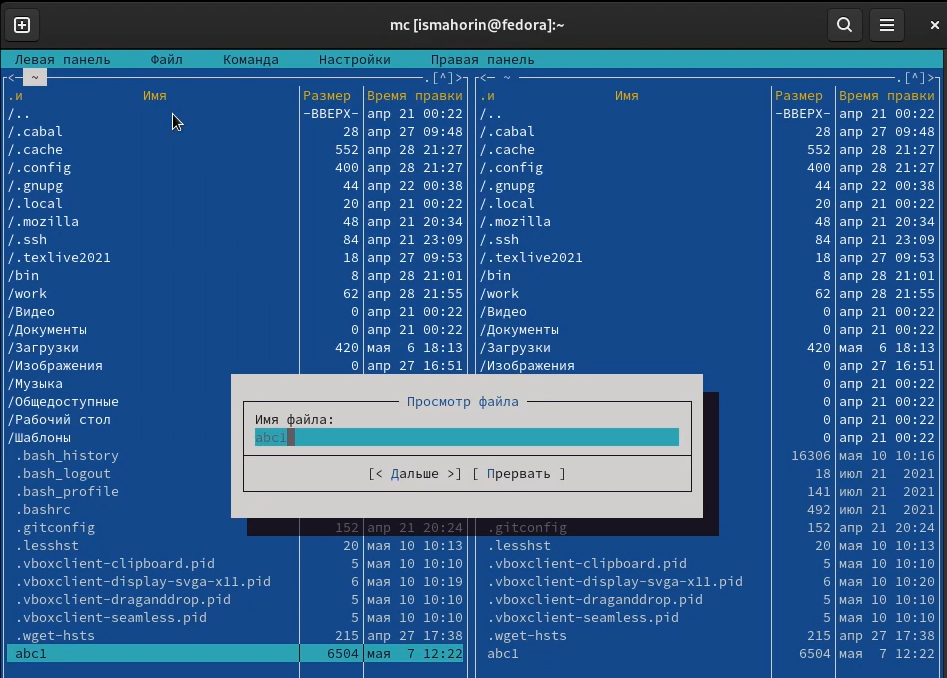 mc [ismahorin@fedora]:~
Левая панель Файл Команда Настройки Правая панель
<─ ~ .[^]> <─ ~ .[^]>
.и Имя Размер Время правки .и Имя Размер Время правки
/.. -ВВЕРХ- апр 21 00:22 /.. -ВВЕРХ- апр 21 00:22
/.cabal 28 апр 27 09:48 /.cabal 28 апр 27 09:48
/.cache 552 апр 28 21:27 /.cache 552 апр 28 21:27
/.config 400 апр 28 21:27 /.config 400 апр 28 21:27
/.gnupg 44 апр 22 00:38 /.gnupg 44 апр 22 00:38
/.local 20 апр 21 00:22 /.local 20 апр 21 00:22
/.mozilla 48 апр 21 20:34 /.mozilla 48 апр 21 20:34
/.ssh 84 апр 21 23:09 /.ssh 84 апр 21 23:09
/.texlive2021 18 апр 27 09:53 /.texlive2021 18 апр 27 09:53
/bin 8 апр 28 21:01 /bin 8 апр 28 21:01
/work 62 апр 28 21:55 /work 62 апр 28 21:55
/Видео 0 апр 21 00:22 /Видео 0 апр 21 00:22
/Документы 0 апр 21 00:22 /Документы 0 апр 21 00:22
/Загрузки 420 мая 6 18:13 /Загрузки 420 мая 6 18:13
/Изображения 0 апр 27 16:51 /Изображения 0 апр 27 16:51
/Музыка 0 апр 21 00:22
/Общедоступные Просмотр файла 0 апр 21 00:22
/Рабочий стол Имя файла: 0 апр 21 00:22
/Шаблоны abc1 0 апр 21 00:22
.bash_history 16306 мая 10 10:16
.bash_logout [< Дальше >] [ Прервать ] 18 июл 21 2021
.bash_profile 141 июл 21 2021
.bashrc 492 июл 21 2021
.gitconfig 152 апр 21 20:24 .gitconfig 152 апр 21 20:24
.lesshst 20 мая 10 10:13 .lesshst 20 мая 10 10:13
.vboxclient-clipboard.pid 5 мая 10 10:10 .vboxclient-clipboard.pid 5 мая 10 10:10
.vboxclient-display-svga-x11.pid 6 мая 10 10:19 .vboxclient-display-svga-x11.pid 6 мая 10 10:20
.vboxclient-draganddrop.pid 5 мая 10 10:10 .vboxclient-draganddrop.pid 5 мая 10 10:10
.vboxclient-seamless.pid 5 мая 10 10:10 .vboxclient-seamless.pid 5 мая 10 10:10
.wget-hsts 215 апр 27 17:38 .wget-hsts 215 апр 27 17:38
abc1 6504 мая 7 12:22 abc1 6504 мая 7 12:22